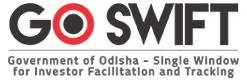 GO SWIFT
Government of Odisha - Single Window
for Investor Facilitation and Tracking